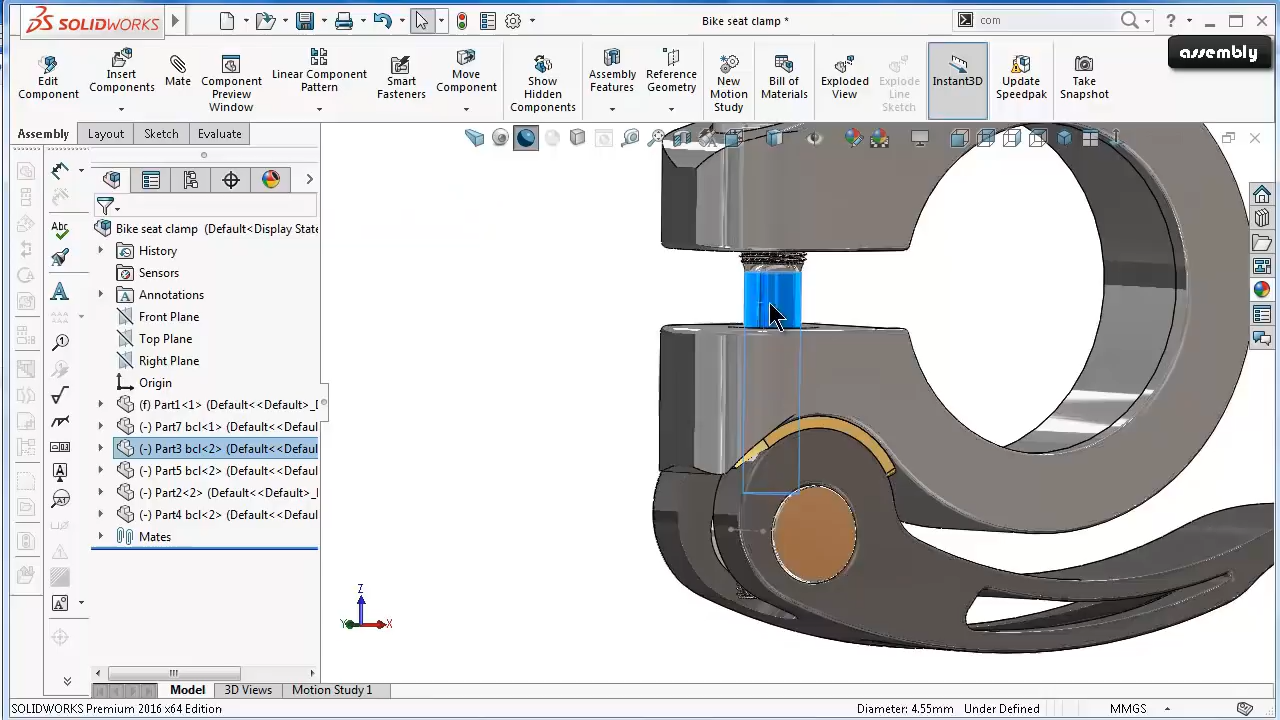 SOLIDWORKS
Bike seat clamp *
com
?
assembly
Edit Component
Insert Components
Mate
Component Preview Window
Linear Component Pattern
Smart Fasteners
Move Component
Show Hidden Components
Assembly Features
Reference Geometry
New Motion Study
Bill of Materials
Exploded View
Explode Line Sketch
Instant3D
Update Speedpak
Take Snapshot
Assembly
Layout
Sketch
Evaluate
Bike seat clamp (Default<Display State
History
Sensors
Annotations
Front Plane
Top Plane
Right Plane
Origin
(f) Part1<1> (Default<<Default>_D
(-) Part7 bcl<1> (Default<<Defaul
(-) Part3 bcl<2> (Default<<Defaul
(-) Part5 bcl<2> (Default<<Defaul
(-) Part2<2> (Default<<Default>_
(-) Part4 bcl<2> (Default<<Defaul
Mates
Z
Y
X
Model
3D Views
Motion Study 1
SOLIDWORKS Premium 2016 x64 Edition
Diameter: 4.55mm
Under Defined
MMGS